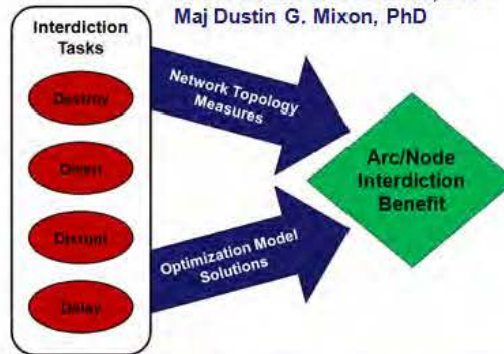 Maj Dustin G. Mixon, PhD
Interdiction
Tasks
Destroy
Divert
Disrupt
Delay
Network Topology
Measures
Optimization Model
Solutions
Arc/Node
Interdiction
Benefit